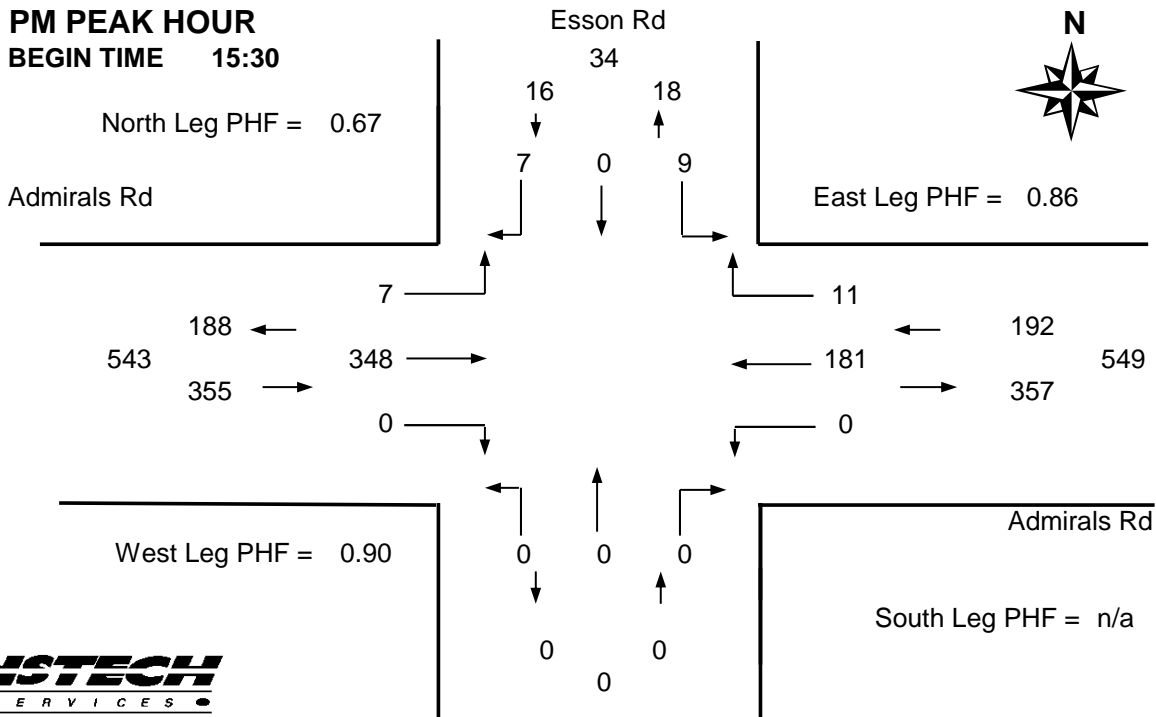 PM PEAK HOUR
BEGIN TIME 15:30
Esson Rd
34
N
16 18
North Leg PHF = 0.67
7 0 9
Admirals Rd
East Leg PHF = 0.86
7 11
188 192
543 348 181 549
355 357
0 0
Admirals Rd
West Leg PHF = 0.90
0 0 0
South Leg PHF = n/a
0 0
0
NSTECH
ERVICES